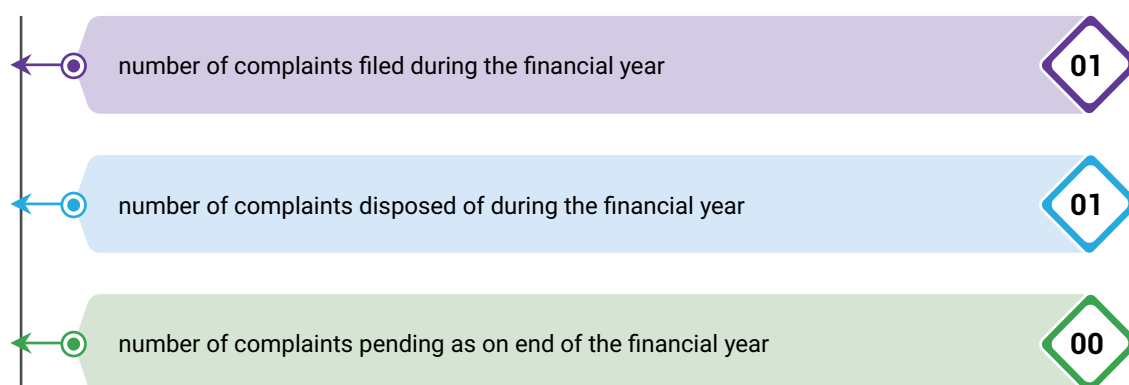 number of complaints filed during the financial year 01
number of complaints disposed of during the financial year 01
number of complaints pending as on end of the financial year 00